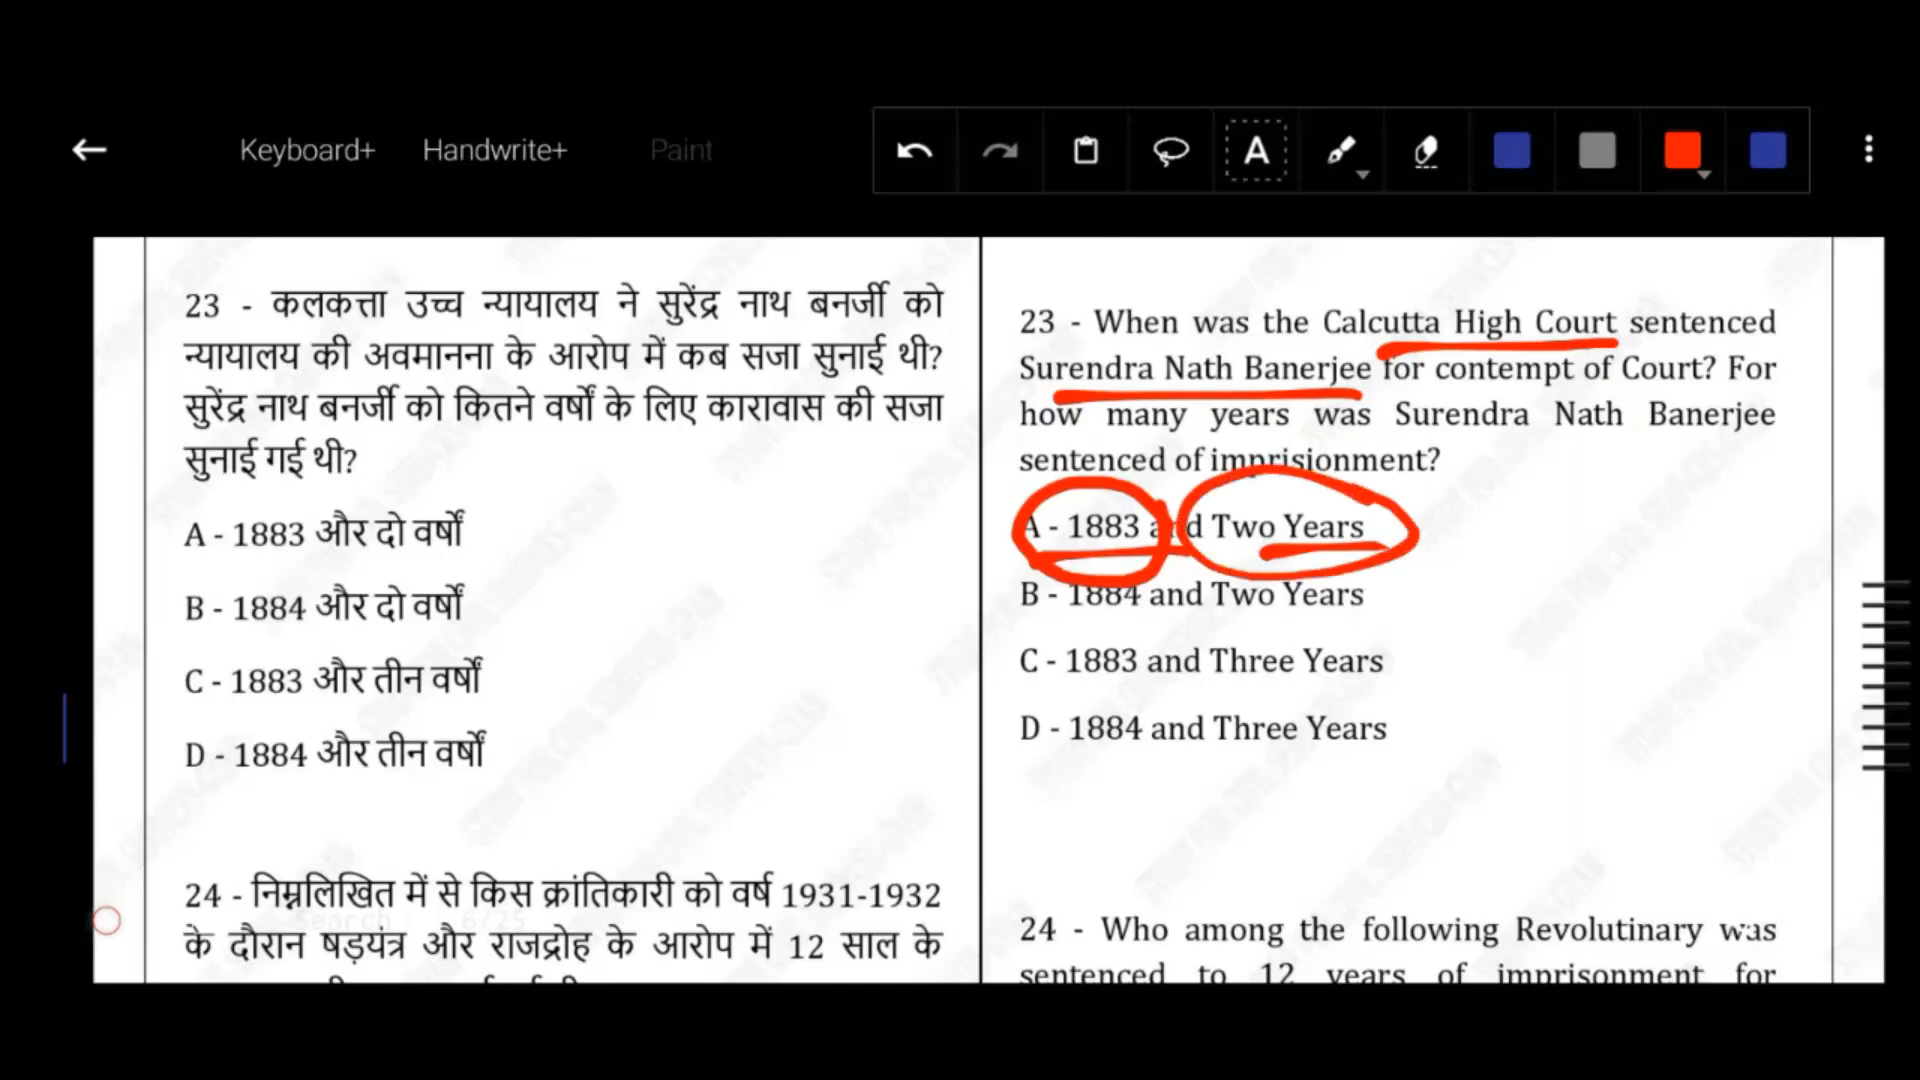 Keyboard+ Handwrite+ Paint A
23 - कलकत्ता उच्च न्यायालय ने सुरेंद्र नाथ बनर्जी को
न्यायालय की अवमानना के आरोप में कब सजा सुनाई थी?
सुरेंद्र नाथ बनर्जी को कितने वर्षों के लिए कारावास की सजा
सुनाई गई थी?
A - 1883 और दो वर्षों
B - 1884 और दो वर्षों
C - 1883 और तीन वर्षों
D - 1884 और तीन वर्षों
24 - निम्नलिखित में से किस क्रांतिकारी को वर्ष 1931-1932
Search 6/25
के दौरान षड़यंत्र और राजद्रोह के आरोप में 12 साल के
23 - When was the Calcutta High Court sentenced
Surendra Nath Banerjee for contempt of Court? For
how many years was Surendra Nath Banerjee
sentenced of imprisionment?
A - 1883 and Two Years
B - 1884 and Two Years
C - 1883 and Three Years
D - 1884 and Three Years
24 - Who among the following Revolutinary was
sentenced to 12 years of imprisonment for